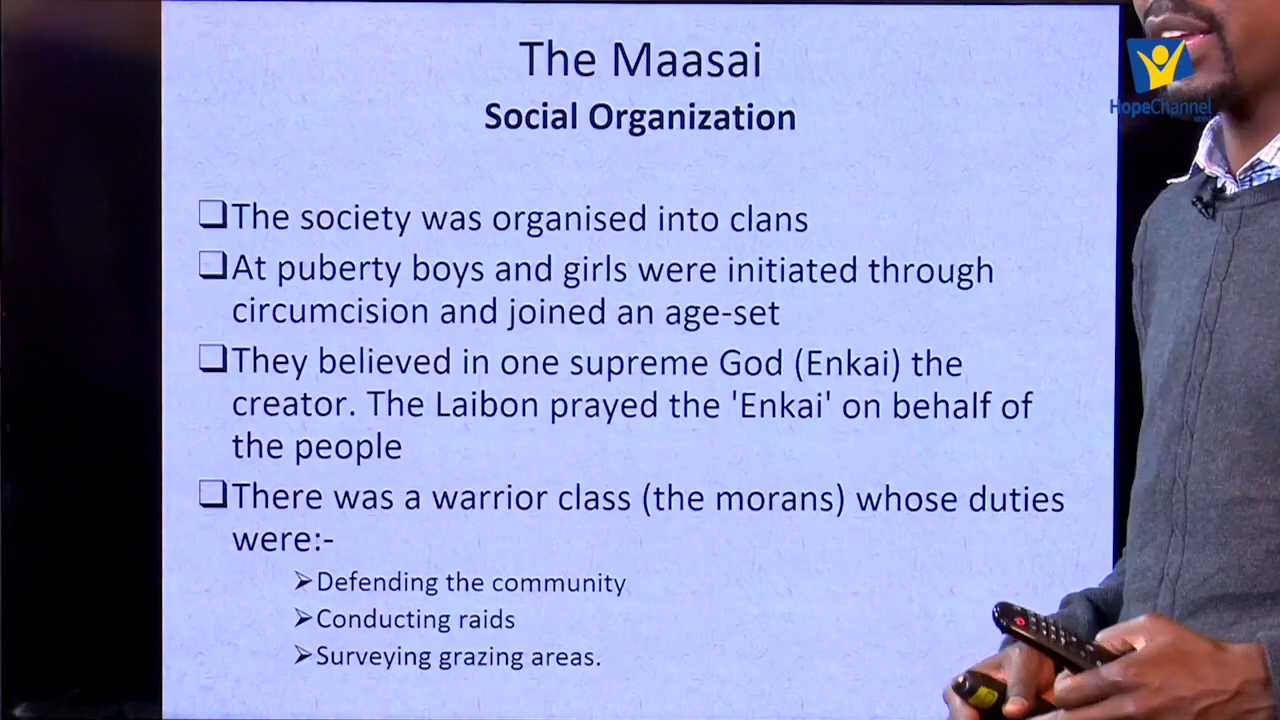 The Maasai
Social Organization
HopeChannel
❑The society was organised into clans
❑At puberty boys and girls were initiated through
circumcision and joined an age-set
❑They believed in one supreme God (Enkai) the
creator. The Laibon prayed the 'Enkai' on behalf of
the people
❑There was a warrior class (the morans) whose duties
were:-
➢Defending the community
➢Conducting raids
➢Surveying grazing areas.